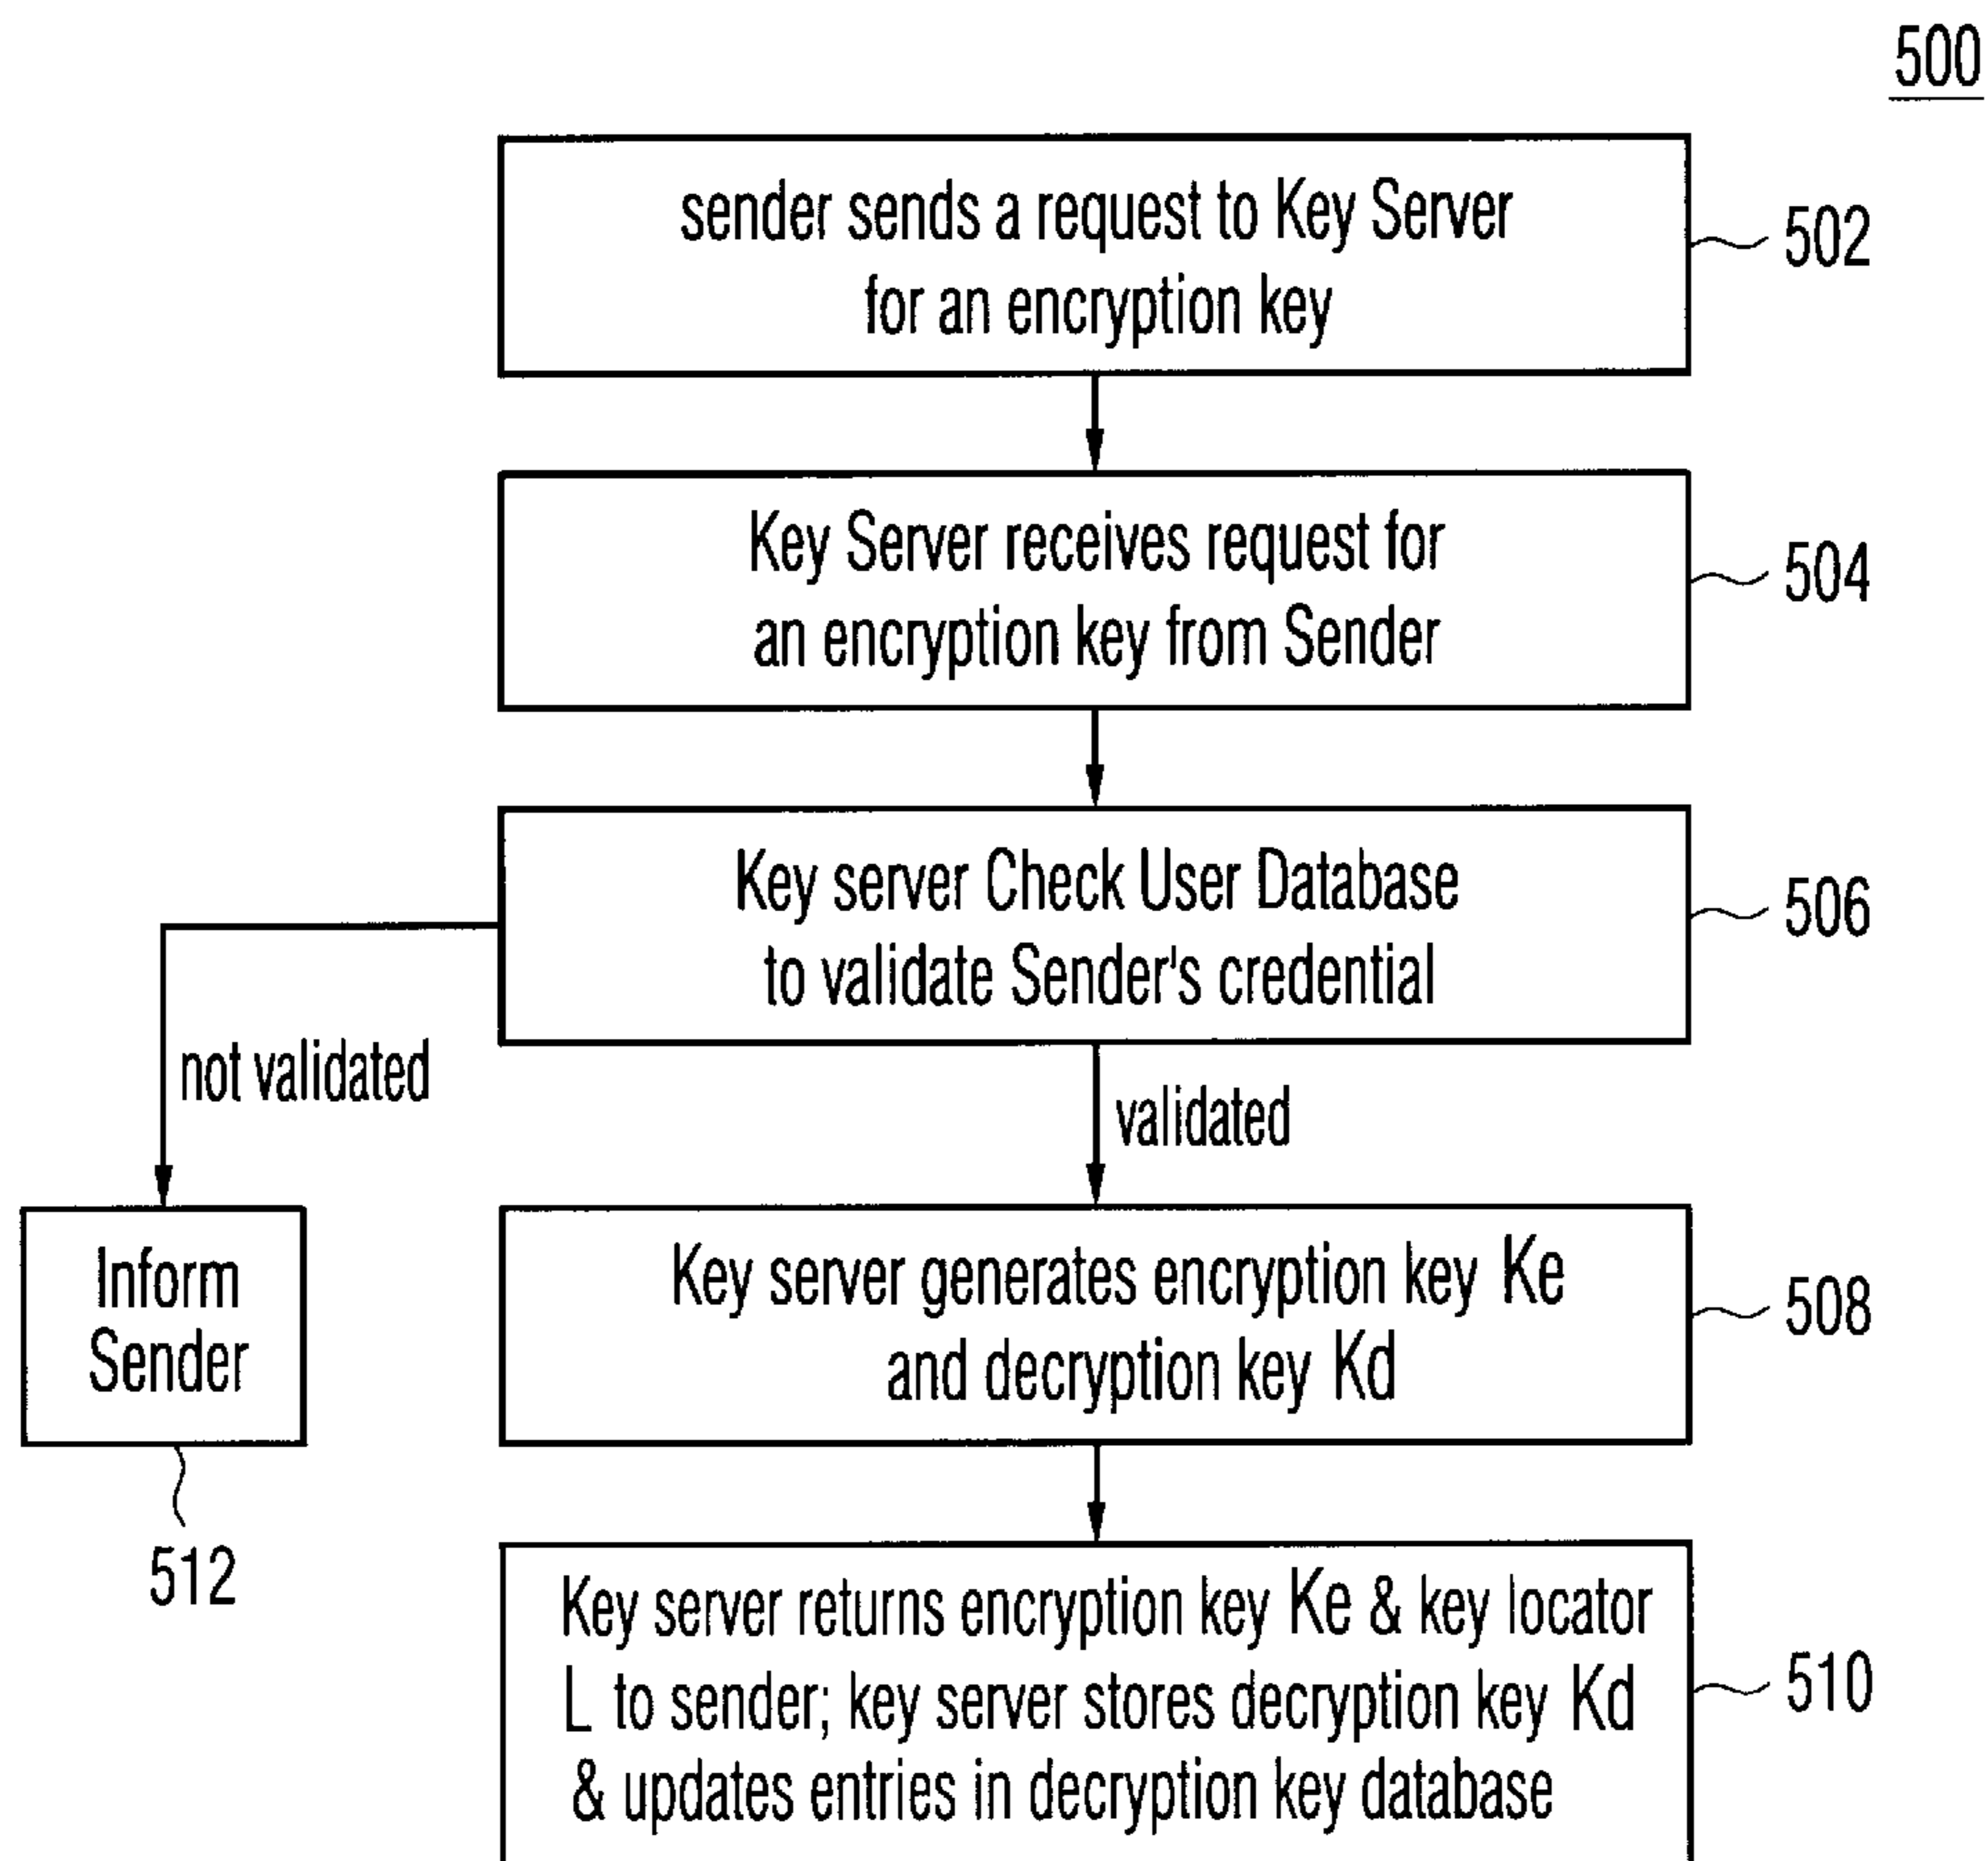 500
sender sends a request to Key Server
for an encryption key
502
Key Server receives request for
an encryption key from Sender
504
Key server Check User Database
to validate Sender's credential
506
not validated
validated
Inform
Sender
512
Key server generates encryption key Ke
and decryption key Kd
508
Key server returns encryption key Ke & key locator
L to sender; key server stores decryption key Kd
& updates entries in decryption key database
510